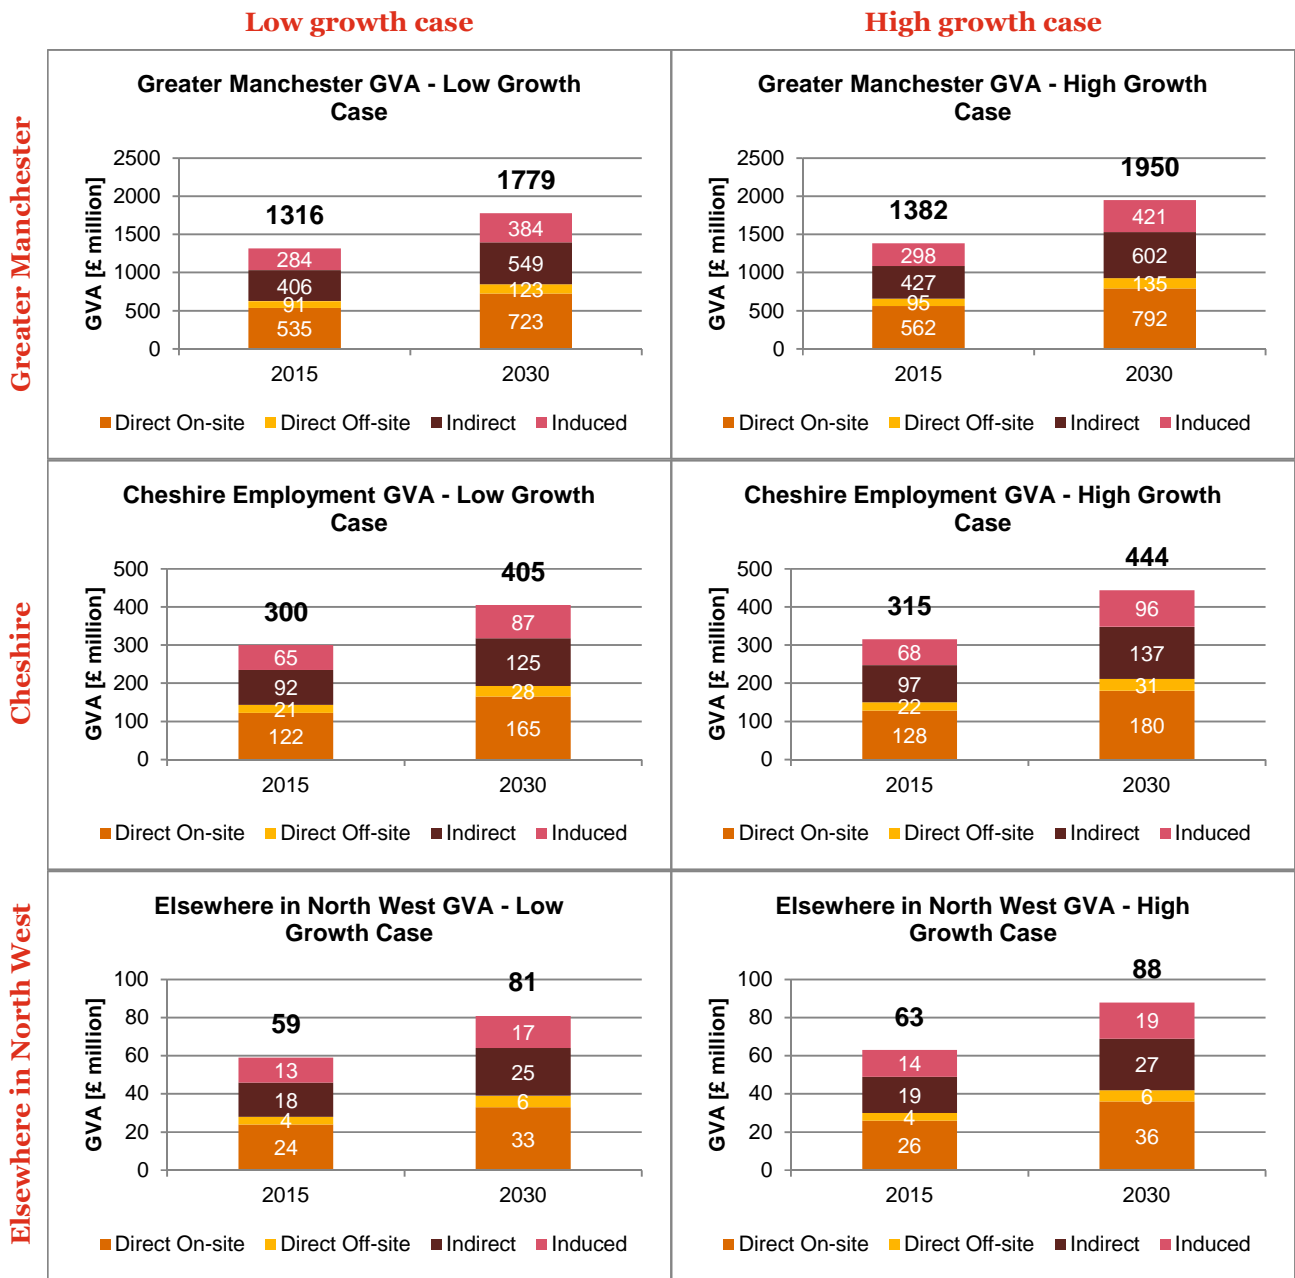 Low growth case
High growth case
Greater Manchester
Greater Manchester GVA - Low Growth
Case
GVA [£ million]
2500
2000
1500
1000
500
0
1316
284
406
91
535
1779
384
549
123
723
2015
2030
Direct On-site
Direct Off-site
Indirect
Induced
Greater Manchester GVA - High Growth
Case
GVA [£ million]
2500
2000
1500
1000
500
0
1382
298
427
95
562
1950
421
602
135
792
2015
2030
Direct On-site
Direct Off-site
Indirect
Induced
Cheshire
Cheshire Employment GVA - Low Growth
Case
GVA [£ million]
500
400
300
200
100
0
300
65
92
21
122
405
87
125
28
165
2015
2030
Direct On-site
Direct Off-site
Indirect
Induced
Cheshire Employment GVA - High Growth
Case
GVA [£ million]
500
400
300
200
100
0
315
68
97
22
128
444
96
137
31
180
2015
2030
Direct On-site
Direct Off-site
Indirect
Induced
Elsewhere in North West
Elsewhere in North West GVA - Low
Growth Case
GVA [£ million]
100
80
60
40
20
0
59
13
18
4
24
81
17
25
6
33
2015
2030
Direct On-site
Direct Off-site
Indirect
Induced
Elsewhere in North West GVA - High
Growth Case
GVA [£ million]
100
80
60
40
20
0
63
14
19
4
26
88
19
27
6
36
2015
2030
Direct On-site
Direct Off-site
Indirect
Induced